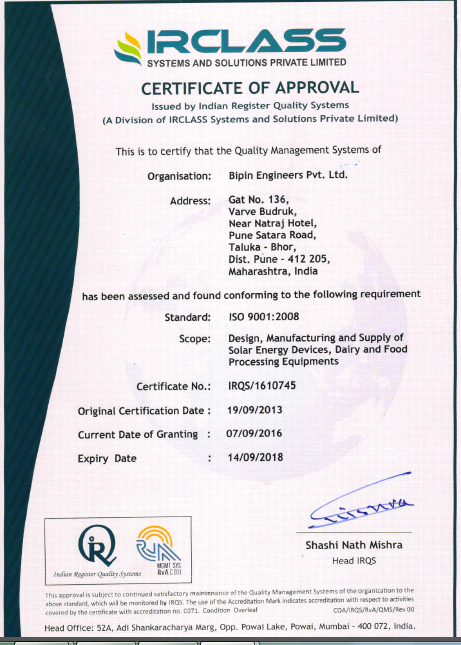 IRCLASS
SYSTEMS AND SOLUTIONS PRIVATE LIMITED
CERTIFICATE OF APPROVAL
Issued by Indian Register Quality Systems
(A Division of IRCLASS Systems and Solutions Private Limited)
This is to certify that the Quality Management Systems of
Organisation: Bipin Engineers Pvt. Ltd.
Address: Gat No. 136,
Varve Budruk,
Near Natraj Hotel,
Pune Satara Road,
Taluka - Bhor,
Dist. Pune - 412 205,
Maharashtra, India
has been assessed and found conforming to the following requirement
Standard: ISO 9001:2008
Scope: Design, Manufacturing and Supply of
Solar Energy Devices, Dairy and Food
Processing Equipments
Certificate No.: IRQS/1610745
Original Certification Date : 19/09/2013
Current Date of Granting : 07/09/2016
Expiry Date : 14/09/2018
IRQ
Indian Register Quality Systems
RvA
MGMT SYS
RvA C 071
Shashi Nath Mishra
Head IRQS
This approval is subject to continued satisfactory maintenance of the Quality Management Systems of the organization to the
above standard, which will be monitored by IRQS. The use of the Accreditation Mark indicates accreditation with respect to activities
covered by the certificate with accreditation no. C071. Condition Overleaf COA/IRQS/RvA/QMS/Rev 00
Head Office: 52A, Adi Shankaracharya Marg, Opp. Powai Lake, Powai, Mumbai - 400 072, India.